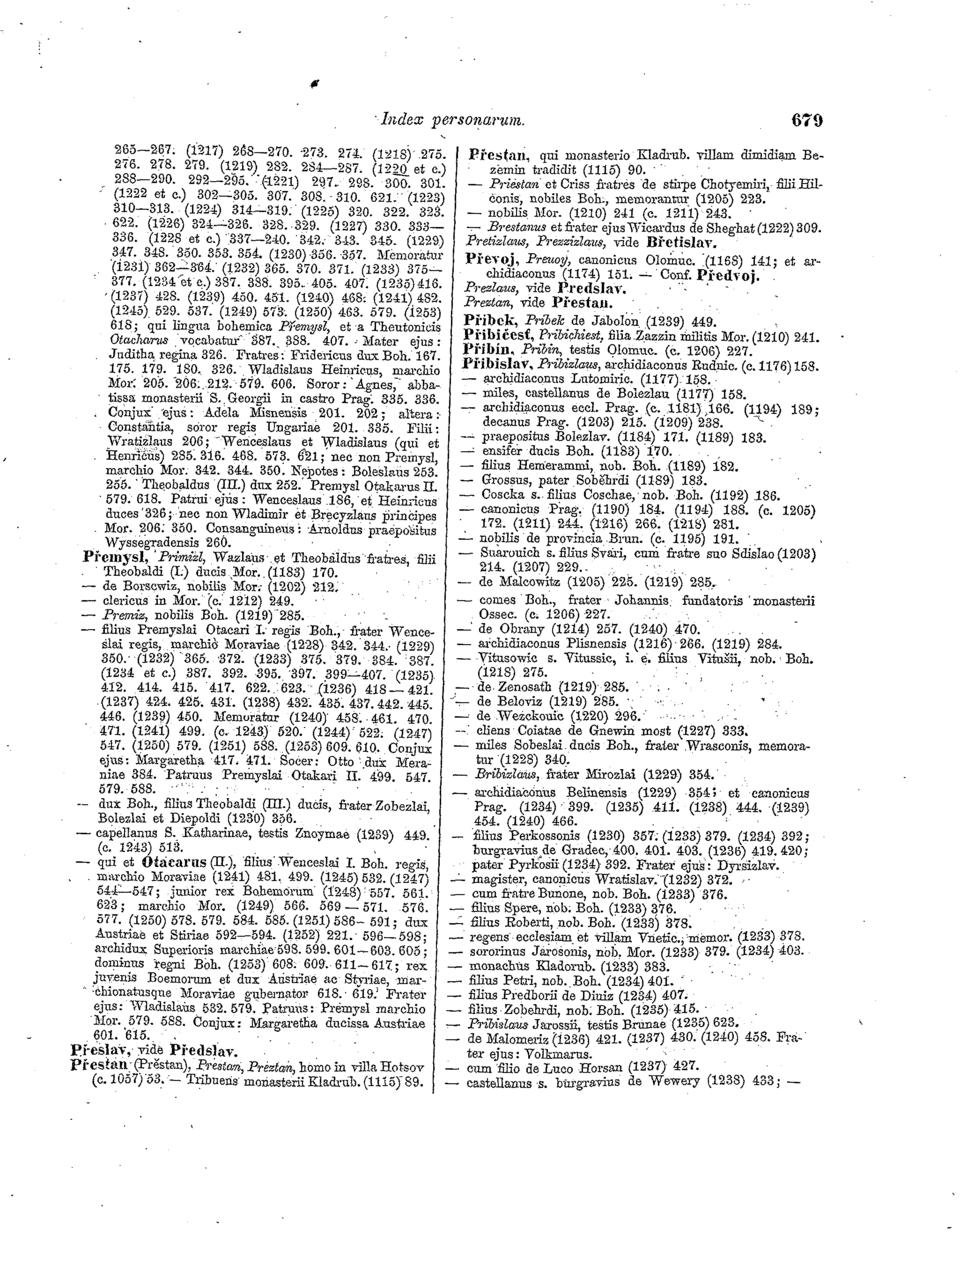 Index personarum.
679
265—267. (1217) 268—270. 273. 274. (1218) 275.
276. 278. 279. (1219) 282. 284—287. (1220 et c.)
288—290. 292—295. (1221) 297. 298. 300. 301.
(1222 et c.) 302—305. 307. 308. 310. 621. (1223)
310—313. (1224) 314—319. (1225) 320. 322. 323.
622. (1226) 324—326. 328. 329. (1227) 330. 333—
336. (1228 et c.) 337—240. 342. 343. 345. (1229)
347. 348. 350. 353. 354. (1230) 356. 357. Memoratur
(1231) 362—364. (1232) 365. 370. 371. (1233) 375—
377. (1234 et c.) 387. 388. 395. 405. 407. (1235) 416.
(1237) 428. (1239) 450. 451. (1240) 468. (1241) 482.
(1245) 529. 537. (1249) 573. (1250) 463. 579. (1253)
618; qui lingua bohemica Přemysl, et a Theutonicis
Otacharus vocabatur 387. 388. 407. Mater ejus:
Juditha regina 326. Fratres: Fridericus dux Boh. 167.
175. 179. 180. 326. Wladislaus Heinricus, marchio
Mor. 205. 206. 212. 579. 606. Soror: Agnes, abba-
tissa monasterii S. Georgii in castro Prag. 335. 336.
Conjux ejus: Adela Misnensis 201. 202; altera:
Constantia, soror regis Ungariae 201. 335. Filii:
Wratizlaus 206; Wenceslaus et Wladislaus (qui et
Henricus) 285. 316. 468. 573. 621; nec non Premysl,
marchio Mor. 342. 344. 350. Nepotes: Boleslaus 253.
255. Theobaldus (III.) dux 252. Premysl Otakarus II.
579. 618. Patrui ejus: Wenceslaus 186, et Heinricus
duces 326; nec non Wladimir et Brecyzlaus principes
Mor. 206. 350. Consanguineus: Arnoldus praepositus
Wyssegradensis 260.
Přemysl, Primizl, Wazlaus et Theobaldus fratres, filii
Theobaldi (I.) ducis Mor. (1183) 170.
— de Borscwiz, nobilis Mor. (1202) 212.
— clericus in Mor. (c. 1212) 249.
— Premiz, nobilis Boh. (1219) 285.
— filius Premyslai Otacari I. regis Boh., frater Wence-
slai regis, marchio Moraviae (1228) 342. 344. (1229)
350. (1232) 365. 372. (1233) 375. 379. 384. 387.
(1234 et c.) 387. 392. 395. 397. 399—407. (1235)
412. 414. 415. 417. 622. 623. (1236) 418—421.
(1237) 424. 425. 431. (1238) 432. 435. 437. 442. 445.
446. (1239) 450. Memoratur (1240) 458. 461. 470.
471. (1241) 499. (c. 1243) 520. (1244) 522. (1247)
547. (1250) 579. (1251) 588. (1253) 609. 610. Conjux
ejus: Margaretha 417. 471. Socer: Otto dux Mera-
niae 384. Patruus Premyslai Otakari II. 499. 547.
579. 588.
— dux Boh., filius Theobaldi (III.) ducis, frater Zobezlai,
Bolezlai et Diepoldi (1230) 356.
— capellanus S. Katharinae, testis Znoymae (1239) 449.
(c. 1243) 513.
— qui et Otacarus (II.), filius Wenceslai I. Boh. regis,
marchio Moraviae (1241) 481. 499. (1245) 532. (1247)
544—547; junior rex Bohemorum (1248) 557. 561.
623; marchio Mor. (1249) 566. 569—571. 576.
577. (1250) 578. 579. 584. 585. (1251) 586—591; dux
Austriae et Stiriae 592—594. (1252) 221. 596—598;
archidux Superioris marchiae 598. 599. 601—603. 605;
dominus regni Boh. (1253) 608. 609. 611—617; rex
juvenis Boemorum et dux Austriae ac Styriae, mar-
chionatusque Moraviae gubernator 618. 619. Frater
ejus: Wladislaus 532. 579. Patruus: Premysl marchio
Mor. 579. 588. Conjux: Margaretha ducissa Austriae
601. 615.
Přeslav, vide Předslav.
Přestan (Prěstan), Prestan, Preztan, homo in villa Hotsov
(c. 1057) 53. — Tribuens monasterii Kladrub. (1115) 89.
Přestan, qui monasterio Kladrub. villam dimidiam Be-
zemin tradidit (1115) 90.
— Priestan et Criss fratres de stirpe Chotyemiri, filii Hil-
conis, nobiles Boh., memorantur (1205) 223.
— nobilis Mor. (1210) 241 (c. 1211) 243.
— Brestanus et frater ejus Wicardus de Sheghat (1222) 309.
Pretizlaus, Prezzizlaus, vide Břetislav.
Převoj, Preuoy, canonicus Olomuc. (1168) 141; et ar-
chidiaconus (1174) 151. — Conf. Předvoj.
Prezlaus, vide Predslav.
Preztan, vide Přestan.
Přibek, Pribek de Jabolon (1239) 449.
Přibičesť, Pribichiest, filia Zazzin militis Mor. (1210) 241.
Přibin, Pribin, testis Olomuc. (c. 1206) 227.
Přibislav, Pribizlaus, archidiaconus Rudnic. (c. 1176) 158.
— archidiaconus Lutomiric. (1177) 158.
— miles, castellanus de Bolezlau (1177) 158.
— archidiaconus eccl. Prag. (c. 1181) 166. (1194) 189;
decanus Prag. (1203) 215. (1209) 238.
— praepositus Bolezlav. (1184) 171. (1189) 183.
— ensifer ducis Boh. (1183) 170.
— filius Hemerammi, nob. Boh. (1189) 182.
— Grossus, pater Soběhrdi (1189) 183.
— Coscka s. filius Coschae, nob. Boh. (1192) 186.
— canonicus Prag. (1190) 184. (1194) 188. (c. 1205)
172. (1211) 244. (1216) 266. (1218) 281.
— nobilis de provincia Brun. (c. 1195) 191.
— Suarouich s. filius Svari, cum fratre suo Sdislao (1203)
214. (1207) 229.
— de Malcowitz (1205) 225. (1219) 285.
— comes Boh., frater Johannis fundatoris monasterii
Ossec. (c. 1206) 227.
— de Obrany (1214) 257. (1240) 470.
— archidiaconus Plisnensis (1216) 266. (1219) 284.
— Vitusowic s. Vitussic, i. e. filius Vitušii, nob. Boh.
(1218) 275.
— de Zenosath (1219) 285.
— de Beloviz (1219) 285.
— de Wezckouic (1220) 296.
— cliens Coiatae de Gnewin most (1227) 333.
— miles Sobeslai ducis Boh., frater Wrasconis, memora-
tur (1228) 340.
— Bribizlaus, frater Mirozlai (1229) 354.
— archidiaconus Belinensis (1229) 354; et canonicus
Prag. (1234) 399. (1235) 411. (1238) 444. (1239)
454. (1240) 466.
— filius Perkossonis (1230) 357. (1233) 379. (1234) 392;
burgravius de Gradec, 400. 401. 403. (1236) 419. 420;
pater Pyrkosii (1234) 392. Frater ejus: Dyrsizlav.
— magister, canonicus Wratislav. (1232) 372.
— cum fratre Bunone, nob. Boh. (1233) 376.
— filius Spere, nob. Boh. (1233) 376.
— filius Roberti, nob. Boh. (1233) 378.
— regens ecclesiam et villam Vnetic., memor. (1233) 378.
— sororinus Jarosonis, nob. Mor. (1233) 379. (1234) 403.
— monachus Kladorub. (1233) 383.
— filius Petri, nob. Boh. (1234) 401.
— filius Predborii de Diuiz (1234) 407.
— filius Zobehrdi, nob. Boh. (1235) 415.
— Pribislaus Jarossii, testis Brunae (1235) 623.
— de Malomeriz (1236) 421. (1237) 430. (1240) 458. Fra-
ter ejus: Volkmarus.
— cum filio de Luco Horsan (1237) 427.
— castellanus s. burgravius de Wewery (1238) 433; —